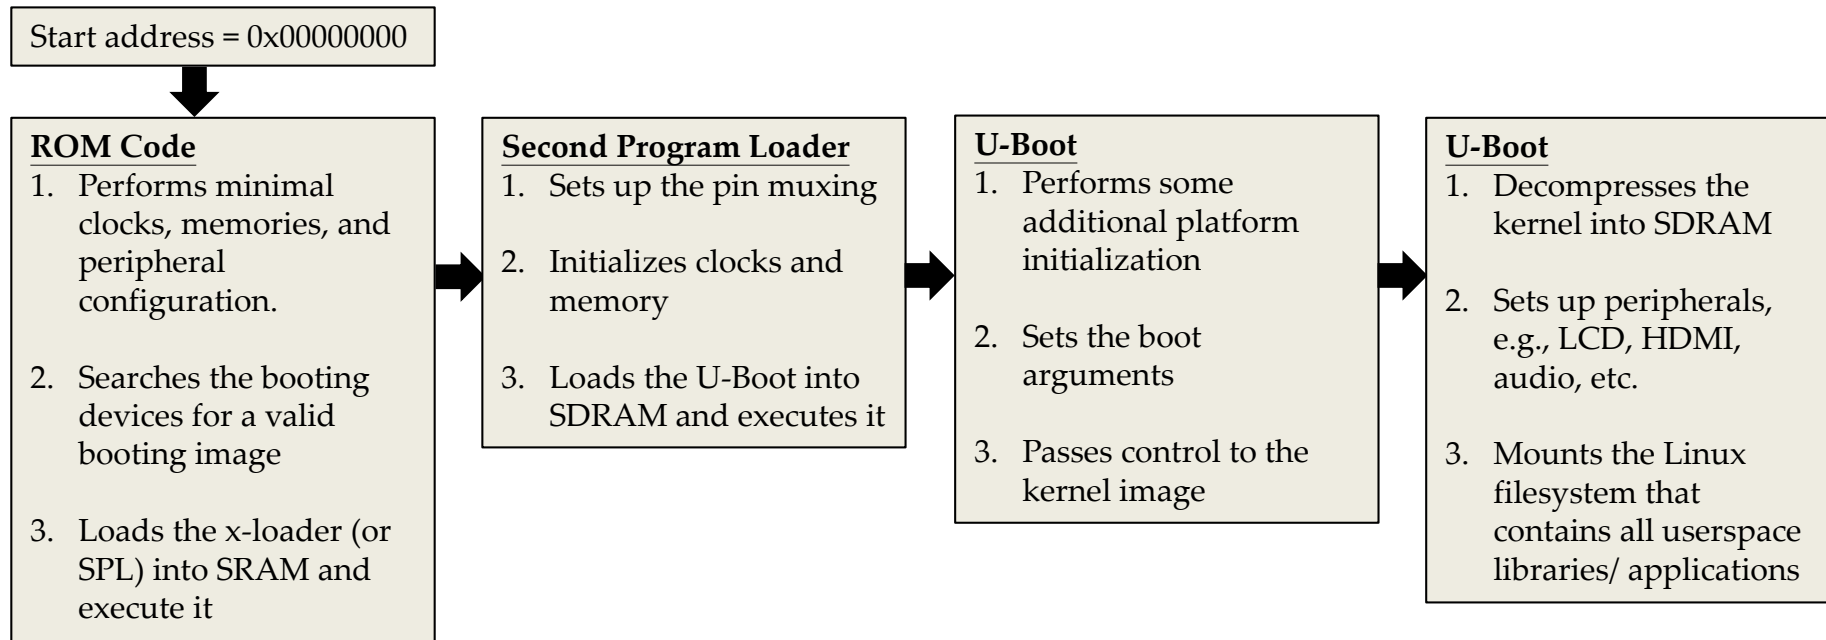 Start address = 0x00000000
ROM Code
1. Performs minimal
clocks, memories, and
peripheral
configuration.
2. Searches the booting
devices for a valid
booting image
3. Loads the x-loader (or
SPL) into SRAM and
execute it
Second Program Loader
1. Sets up the pin muxing
2. Initializes clocks and
memory
3. Loads the U-Boot into
SDRAM and executes it
U-Boot
1. Performs some
additional platform
initialization
2. Sets the boot
arguments
3. Passes control to the
kernel image
U-Boot
1. Decompresses the
kernel into SDRAM
2. Sets up peripherals,
e.g., LCD, HDMI,
audio, etc.
3. Mounts the Linux
filesystem that
contains all userspace
libraries/ applications